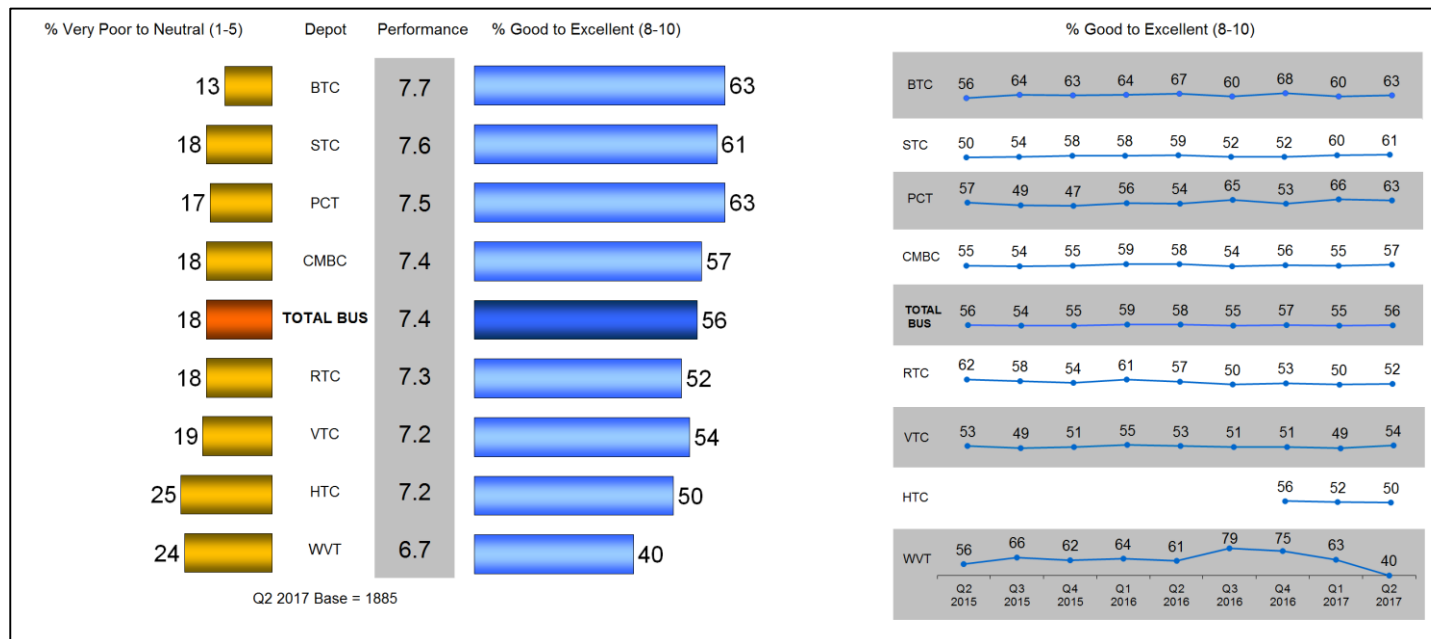 % Very Poor to Neutral (1-5) Depot Performance % Good to Excellent (8-10)
13 BTC 7.7 63
18 STC 7.6 61
17 PCT 7.5 63
18 CMBC 7.4 57
18 TOTAL BUS 7.4 56
18 RTC 7.3 52
19 VTC 7.2 54
25 HTC 7.2 50
24 WVT 6.7 40
Q2 2017 Base = 1885
% Good to Excellent (8-10)
BTC 56 64 63 64 67 60 68 60 63
STC 50 54 58 58 59 52 52 60 61
PCT 57 49 47 56 54 65 53 66 63
CMBC 55 54 55 59 58 54 56 55 57
TOTAL
BUS 56 54 55 59 58 55 57 55 56
RTC 62 58 54 61 57 50 53 50 52
VTC 53 49 51 55 53 51 51 49 54
HTC 56 52 50
WVT 56 66 62 64 61 79 75 63 40
Q2 Q3 Q4 Q1 Q2 Q3 Q4 Q1 Q2
2015 2015 2015 2016 2016 2016 2016 2017 2017